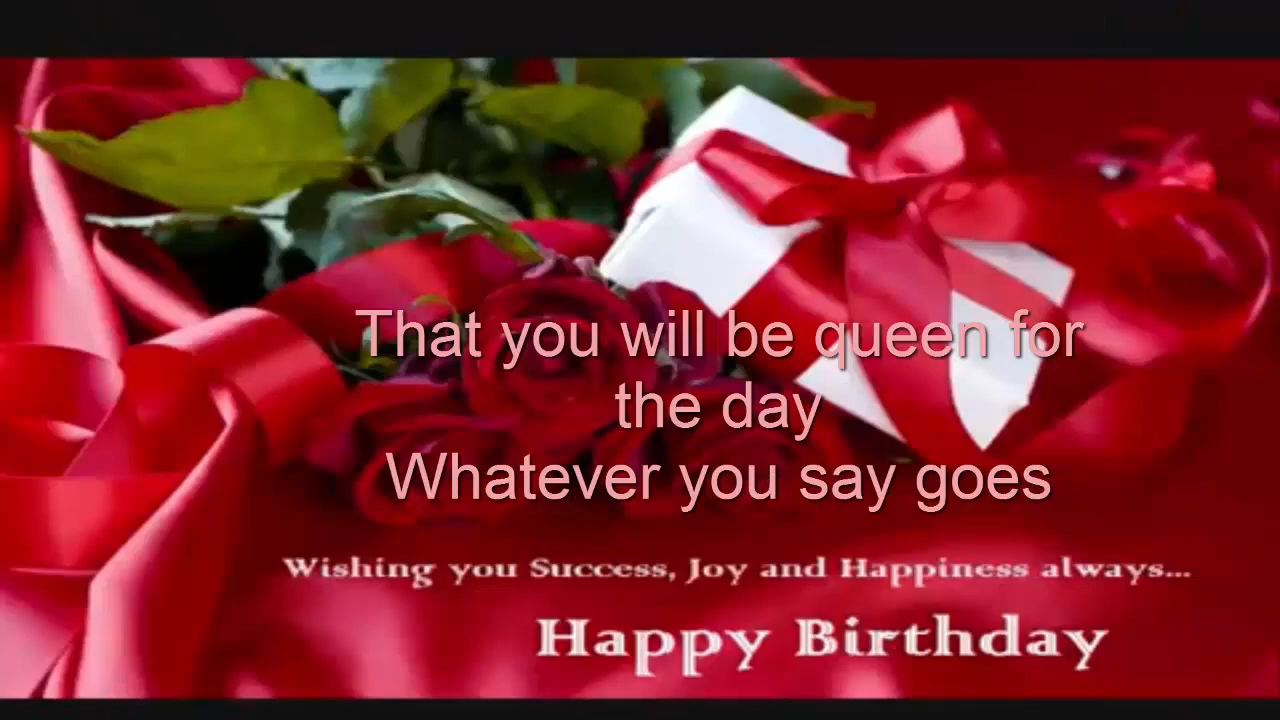 That you will be queen for
the day
Whatever you say goes
Wishing you Success, Joy and Happiness always...
Happy Birthday